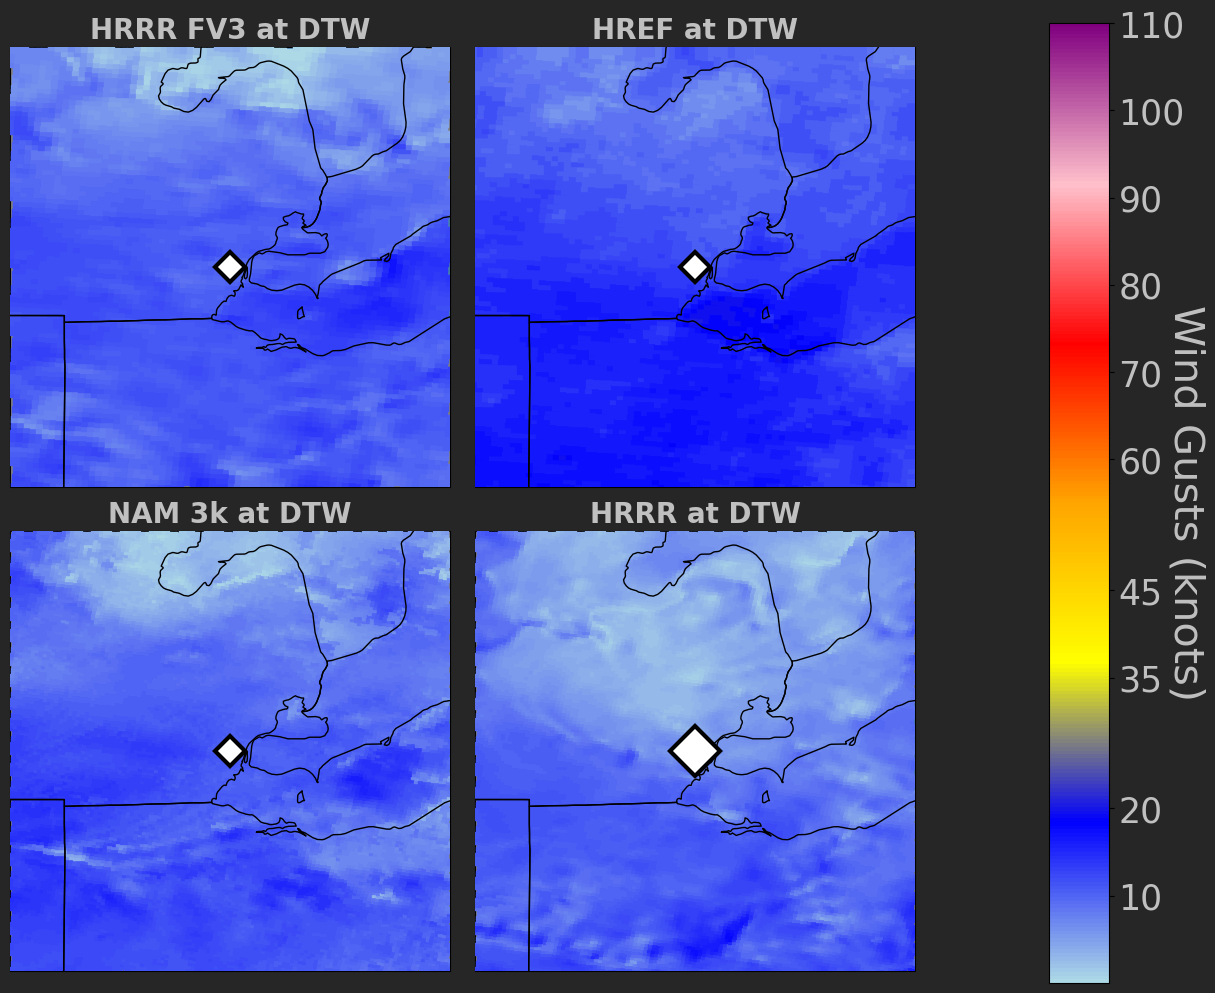 HRRR FV3 at DTW
HREF at DTW
NAM 3k at DTW
HRRR at DTW
110
100
90
80
70
60
45
35
20
10
Wind Gusts (knots)